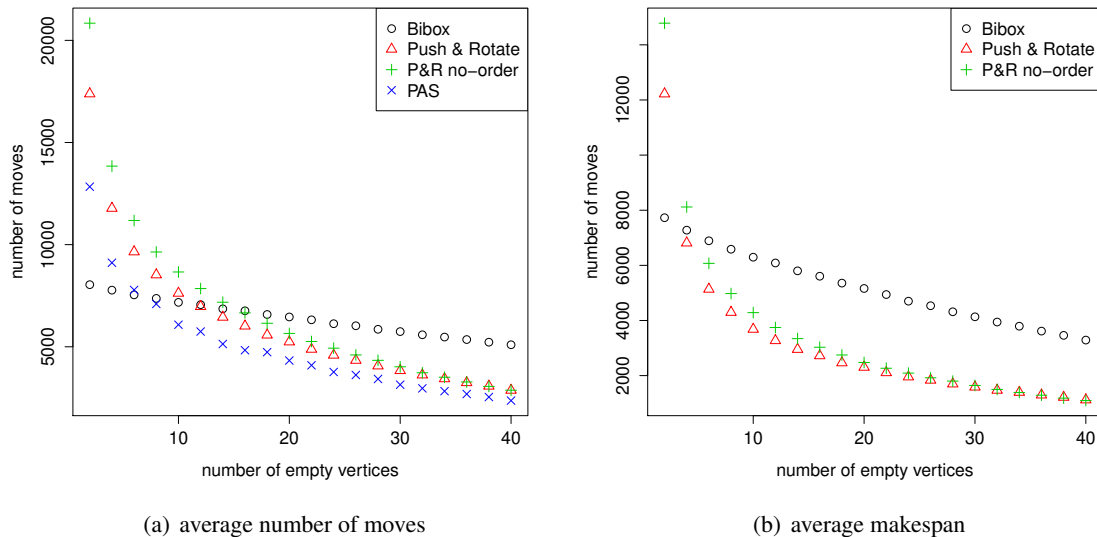 Bibox
Push & Rotate
P&R no−order
PAS
number of moves
5000
10000
15000
20000
10
20
30
40
number of empty vertices
(a) average number of moves
Bibox
Push & Rotate
P&R no−order
number of moves
2000
4000
6000
8000
12000
10
20
30
40
number of empty vertices
(b) average makespan